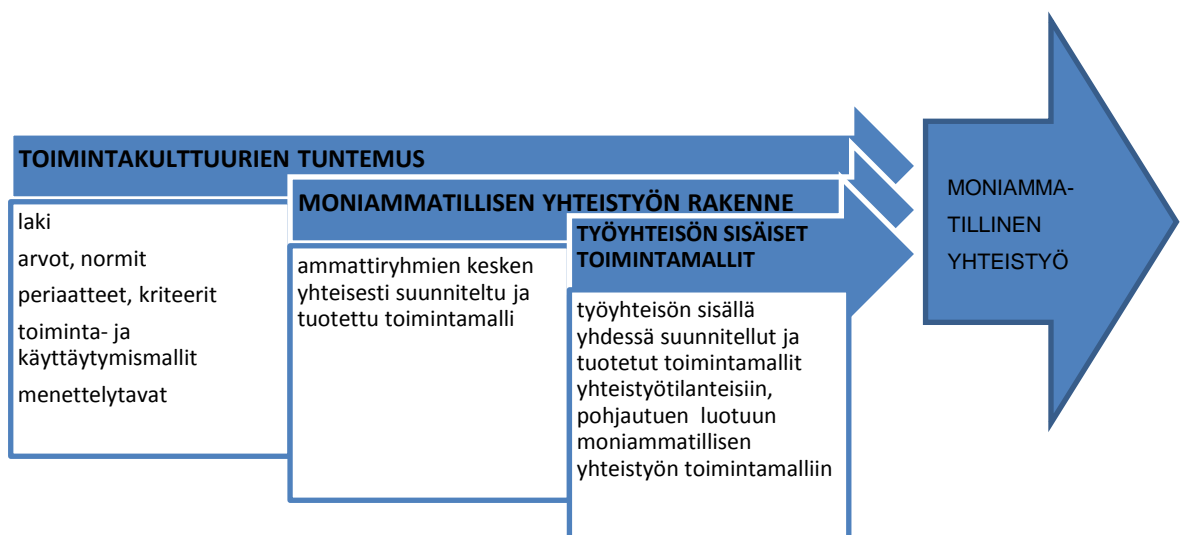 TOIMINTAKULTTUURIEN TUNTEMUS
laki
arvot, normit
periaatteet, kriteerit
toiminta- ja
käyttäytymismallit
menettelytavat
MONIAMMATILLISEN YHTEISTYÖN RAKENNE
ammattiryhmien kesken
yhteisesti suunniteltu ja
tuotettu toimintamalli
TYÖYHTEISÖN SISÄISET
TOIMINTAMALLIT
työyhteisön sisällä
yhdessä suunnitellut ja
tuotetut toimintamallit
yhteistyötilanteisiin,
pohjautuen luotuun
moniammatillisen
yhteistyön toimintamalliin
MONIAMMA-
TILLINEN
YHTEISTYÖ